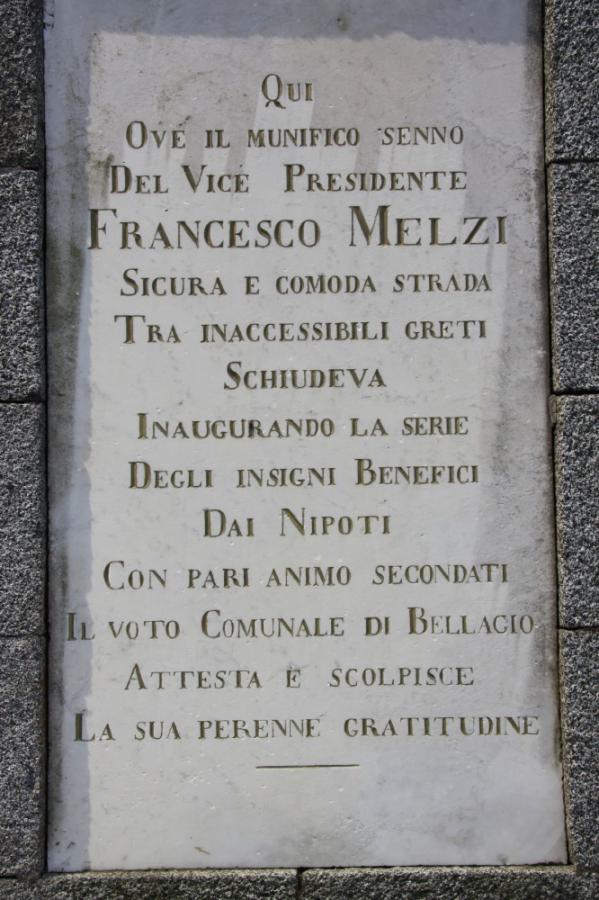 QUI
OVE IL MUNIFICO SENNO
DEL VICE PRESIDENTE
FRANCESCO MELZI
SICURA E COMODA STRADA
TRA INACCESSIBILI GRETI
SCHIUDEVA
INAUGURANDO LA SERIE
DEGLI INSIGNI BENEFICI
DAI NIPOTI
CON PARI ANIMO SECONDATI
IL VOTO COMUNALE DI BELLAGIO
ATTESTA E SCOLPISCE
LA SUA PERENNE GRATITUDINE